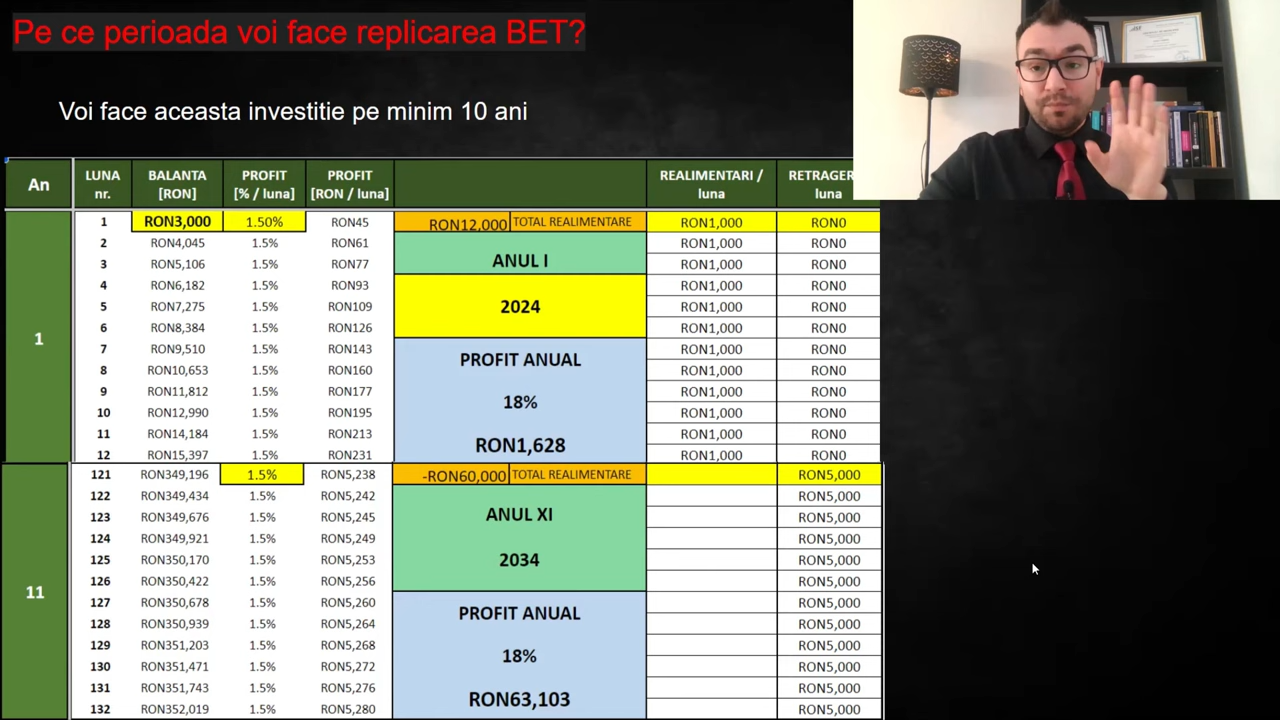 Pe ce perioada voi face replicarea BET?
Voi face aceasta investitie pe minim 10 ani
An LUNA nr. BALANTA [RON] PROFIT [% / luna] PROFIT [RON / luna] REALIMENTARI / luna RETRAGER luna
1 RON3,000 1.50% RON45 RON12,000 TOTAL REALIMENTARE RON1,000 RON0
2 RON4,045 1.5% RON61 RON1,000 RON0
3 RON5,106 1.5% RON77 ANUL I RON1,000 RON0
4 RON6,182 1.5% RON93 RON1,000 RON0
5 RON7,275 1.5% RON109 2024 RON1,000 RON0
6 RON8,384 1.5% RON126 RON1,000 RON0
1
7 RON9,510 1.5% RON143 PROFIT ANUAL RON1,000 RON0
8 RON10,653 1.5% RON160 RON1,000 RON0
9 RON11,812 1.5% RON177 18% RON1,000 RON0
10 RON12,990 1.5% RON195 RON1,000 RON0
11 RON14,184 1.5% RON213 RON1,628 RON1,000 RON0
12 RON15,397 1.5% RON231 RON1,000 RON0
121 RON349,196 1.5% RON5,238 -RON60,000 TOTAL REALIMENTARE RON5,000
122 RON349,434 1.5% RON5,242 RON5,000
123 RON349,676 1.5% RON5,245 ANUL XI RON5,000
124 RON349,921 1.5% RON5,249 RON5,000
125 RON350,170 1.5% RON5,253 2034 RON5,000
126 RON350,422 1.5% RON5,256 RON5,000
11
127 RON350,678 1.5% RON5,260 PROFIT ANUAL RON5,000
128 RON350,939 1.5% RON5,264 RON5,000
129 RON351,203 1.5% RON5,268 18% RON5,000
130 RON351,471 1.5% RON5,272 RON5,000
131 RON351,743 1.5% RON5,276 RON63,103 RON5,000
132 RON352,019 1.5% RON5,280 RON5,000